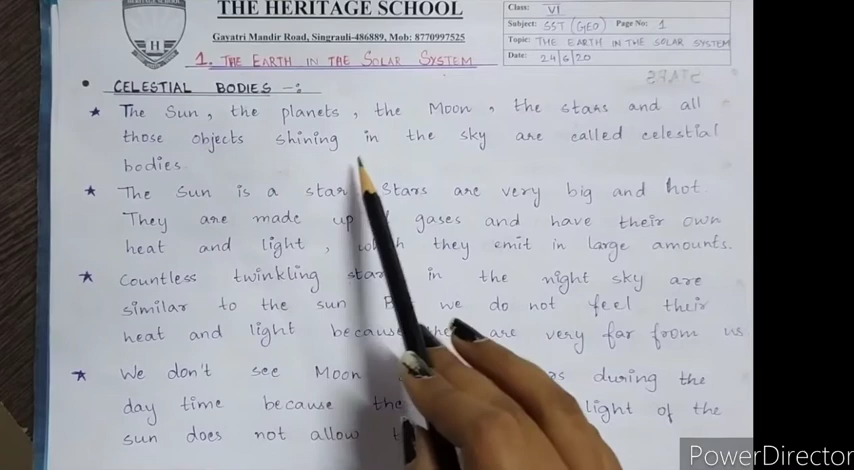 HERITAGE SCHOOL
H
THE HERITAGE SCHOOL
Gayatri Mandir Road, Singrauli-486889, Mob: 8770997525
Class: VI
Subject: SST (GEO) Page No: 1
Topic: THE EARTH IN THE SOLAR SYSTEM
Date: 24/6/20
1. THE EARTH IN THE SOLAR SYSTEM
CELESTIAL BODIES -:
The Sun, the planets, the Moon, the stars and all
those objects shining in the sky are called celestial
bodies.
The Sun is a star Stars are very big and hot.
They are made up gases and have their own
heat and light, they emit in large amounts.
Countless twinkling in the night sky are
similar to the sun we do not feel their
heat and light because are very far from us
We don't see Moon during the
day time because light of the
sun does not allow
PowerDirector